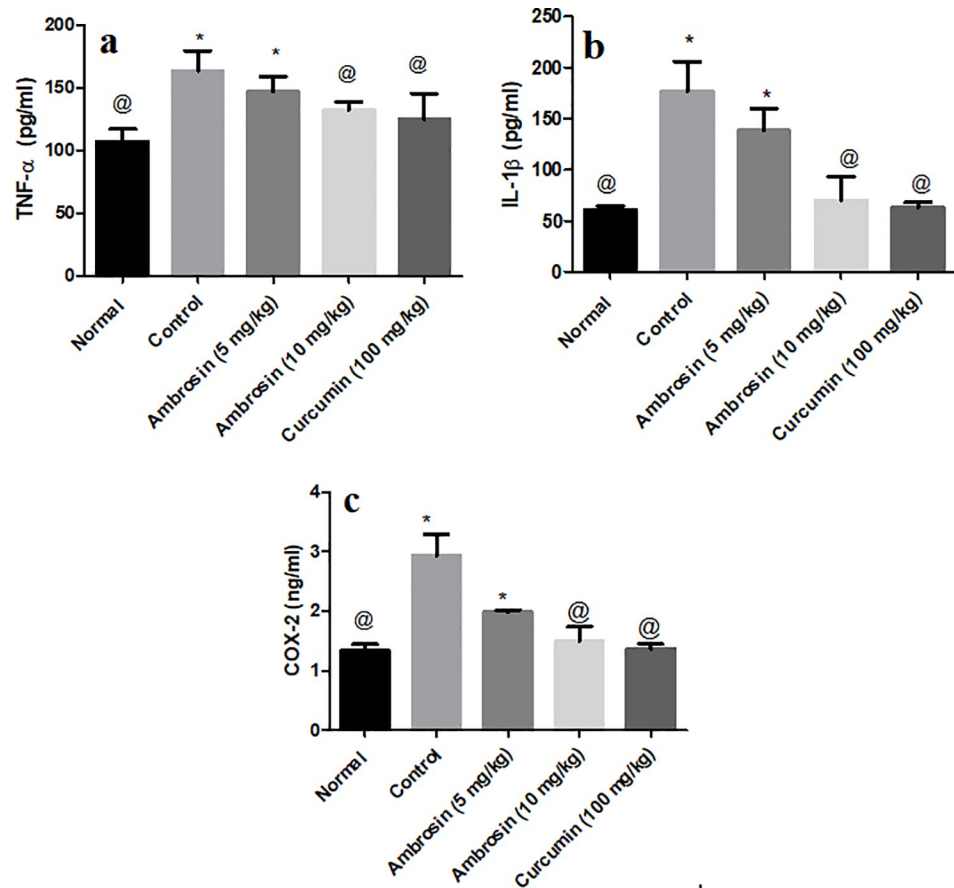 a
TNF-α (pg/ml)
200
150
100
50
0
@
*
*
@
@
Normal
Control
Ambrosin (5 mg/kg)
Ambrosin (10 mg/kg)
Curcumin (100 mg/kg)
b
IL-1β (pg/ml)
250
200
150
100
50
0
@
*
*
@
@
Normal
Control
Ambrosin (5 mg/kg)
Ambrosin (10 mg/kg)
Curcumin (100 mg/kg)
c
COX-2 (ng/ml)
4
3
2
1
0
@
*
*
@
@
Normal
Control
Ambrosin (5 mg/kg)
Ambrosin (10 mg/kg)
Curcumin (100 mg/kg)